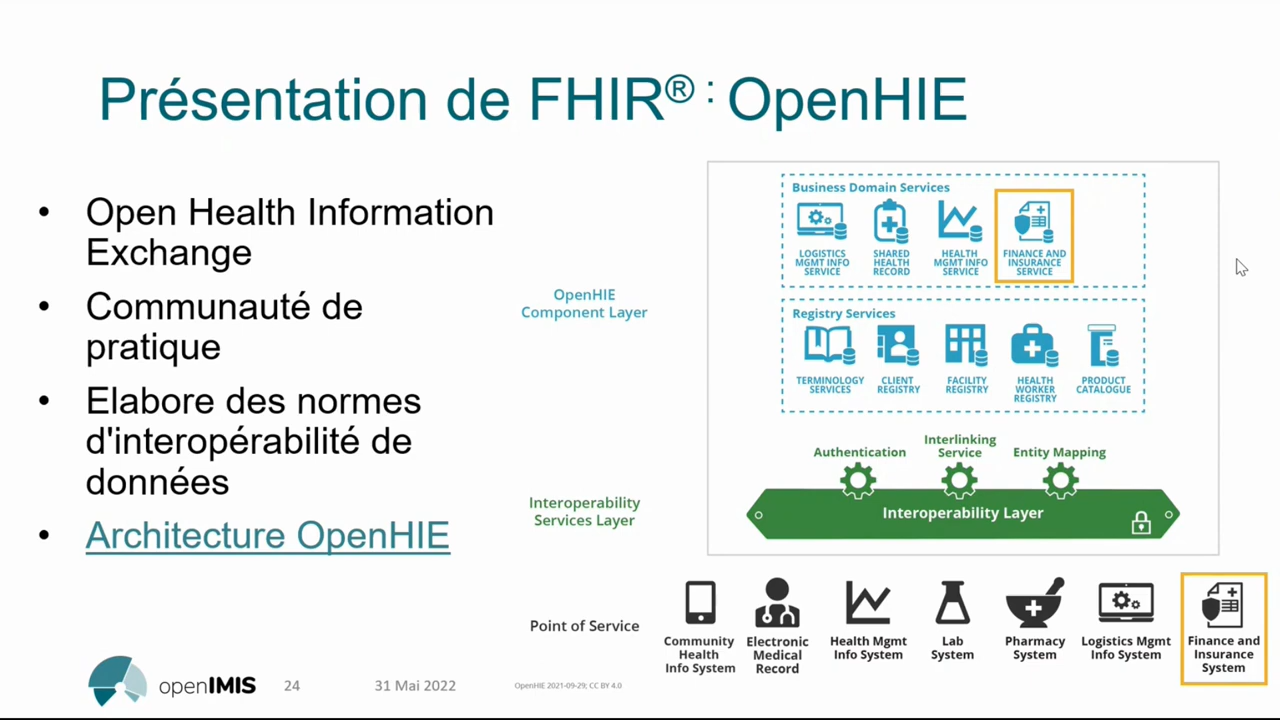 Présentation de FHIR® : OpenHIE
• Open Health Information
Exchange
• Communauté de
pratique
• Elabore des normes
d'interopérabilité de
données
• Architecture OpenHIE
OpenHIE
Component Layer
Business Domain Services
LOGISTICS
MGMT INFO
SERVICE
SHARED
HEALTH
RECORD
HEALTH
MGMT INFO
SERVICE
FINANCE AND
INSURANCE
SERVICE
Registry Services
TERMINOLOGY
SERVICES
CLIENT
REGISTRY
FACILITY
REGISTRY
HEALTH
WORKER
REGISTRY
PRODUCT
CATALOGUE
Interoperability
Services Layer
Authentication
Interlinking
Service
Entity Mapping
Interoperability Layer
Point of Service
Community
Health
Info System
Electronic
Medical
Record
Health Mgmt
Info System
Lab
System
Pharmacy
System
Logistics Mgmt
Info System
Finance and
Insurance
System
openIMIS
24
31 Mai 2022
OpenHIE 2021-09-29; CC BY 4.0